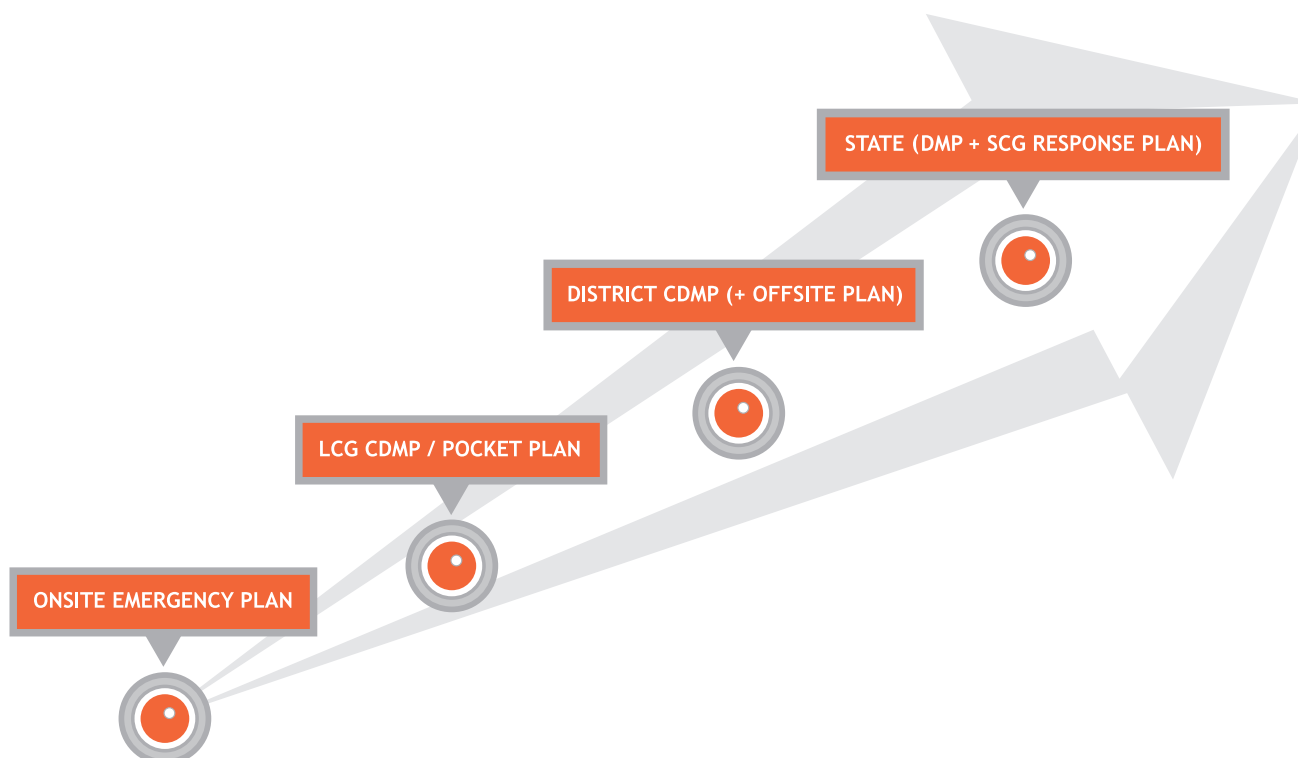 STATE (DMP + SCG RESPONSE PLAN)
DISTRICT CDMP (+ OFFSITE PLAN)
LCG CDMP / POCKET PLAN
ONSITE EMERGENCY PLAN